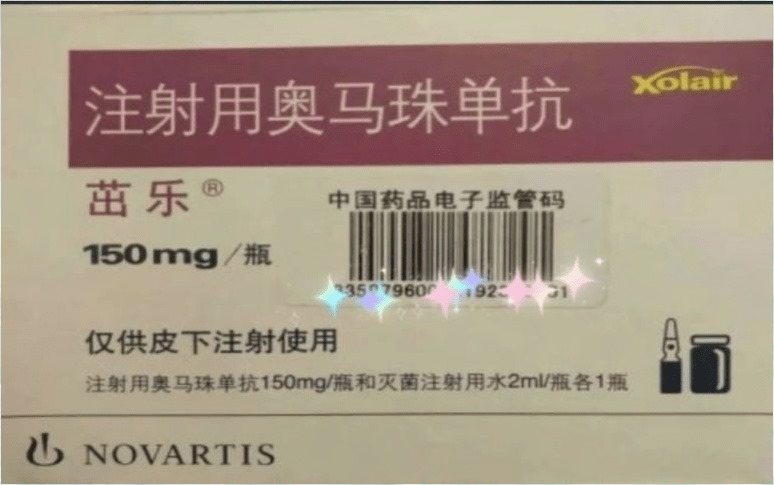 注射用奥马珠单抗
Xolair
茁乐®
中国药品电子监管码
150mg/瓶
仅供皮下注射使用
注射用奥马珠单抗150mg/瓶和灭菌注射用水2ml/瓶各1瓶
NOVARTIS